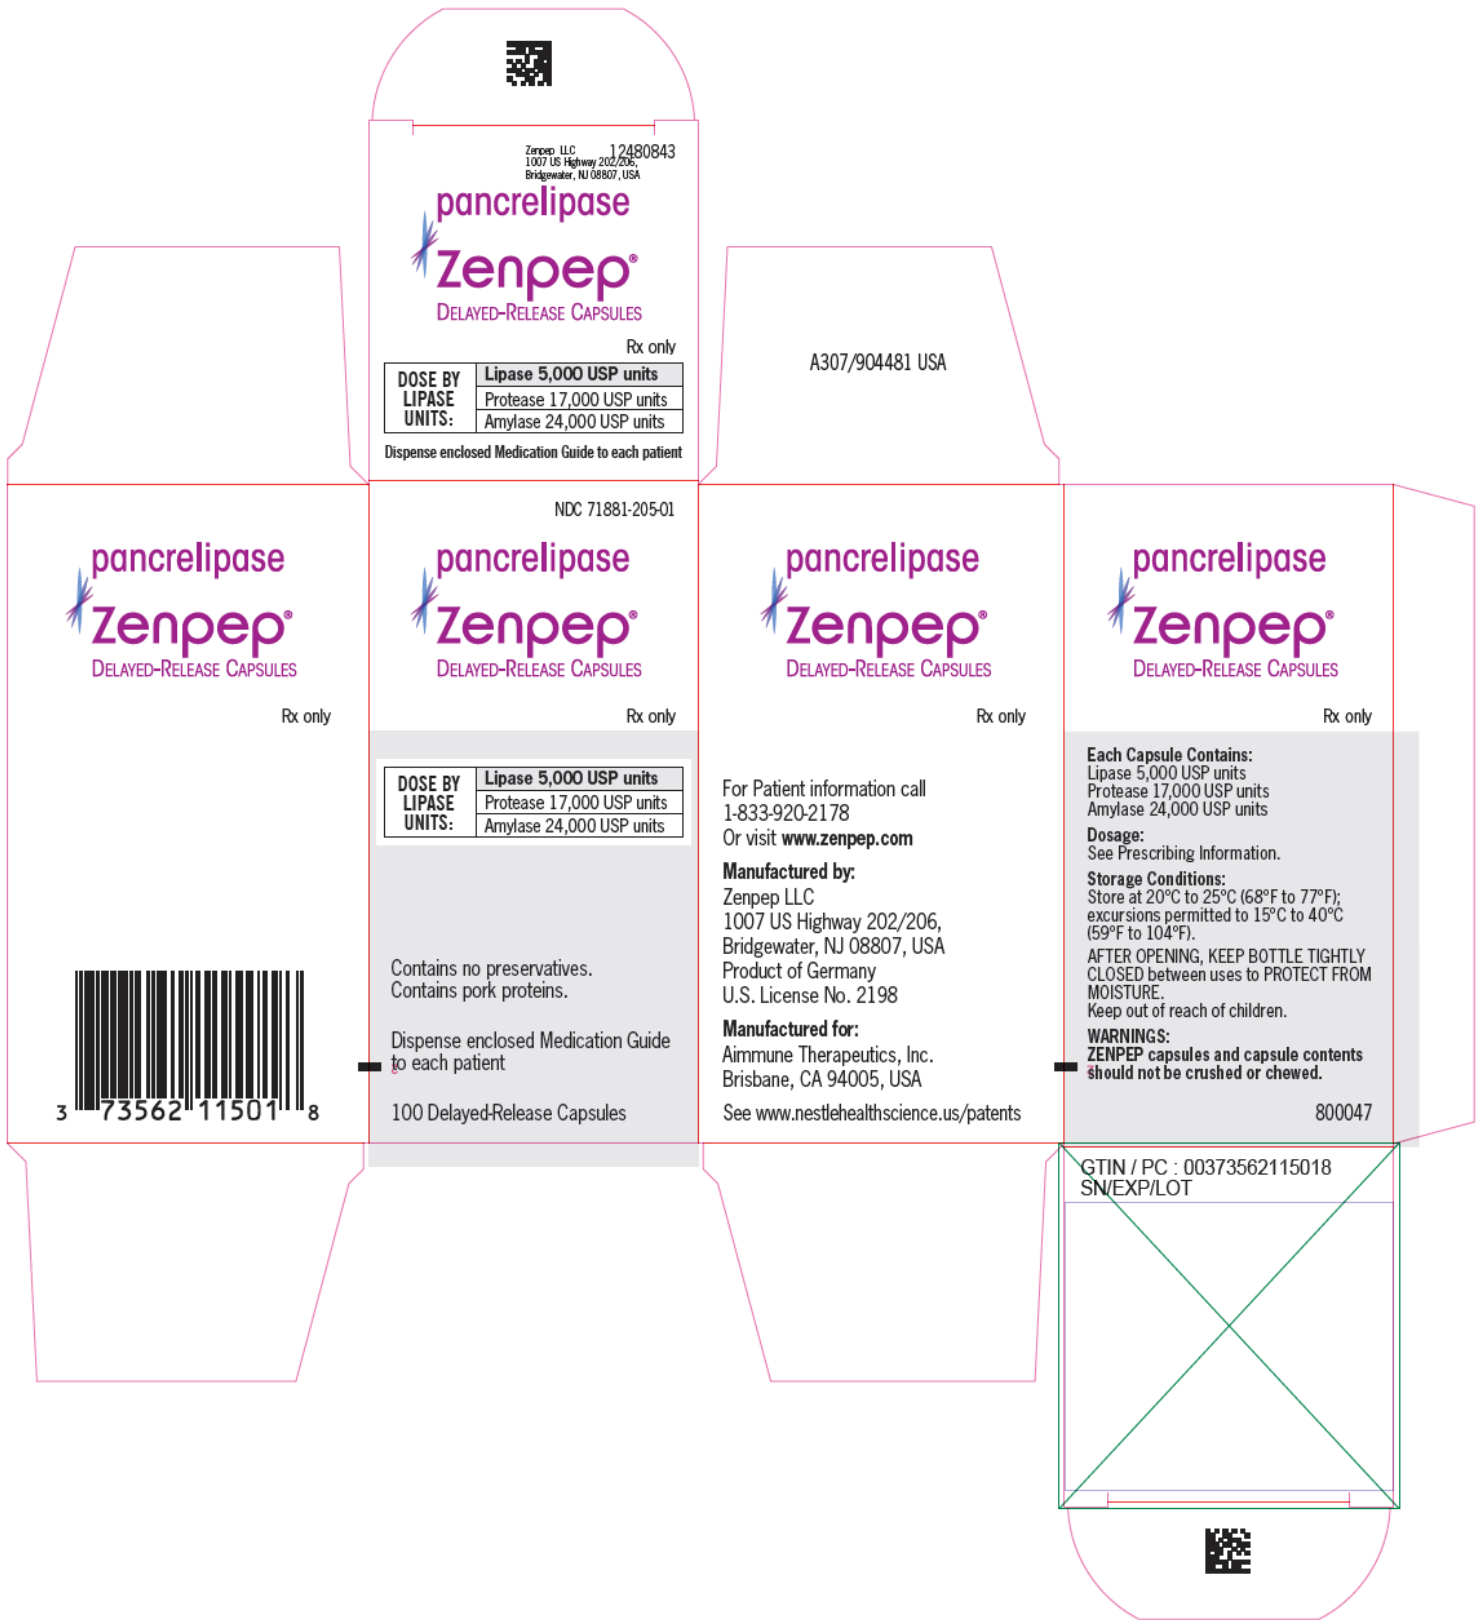 Zenpep LLC 12480843
1007 US Highway 202/206,
Bridgewater, NJ 08807, USA
pancrelipase
Zenpep®
DELAYED-RELEASE CAPSULES
Rx only
DOSE BY
LIPASE
UNITS:
Lipase 5,000 USP units
Protease 17,000 USP units
Amylase 24,000 USP units
Dispense enclosed Medication Guide to each patient
A307/904481 USA
pancrelipase
Zenpep®
DELAYED-RELEASE CAPSULES
Rx only
3 73562 11501 8
NDC 71881-205-01
pancrelipase
Zenpep®
DELAYED-RELEASE CAPSULES
Rx only
DOSE BY
LIPASE
UNITS:
Lipase 5,000 USP units
Protease 17,000 USP units
Amylase 24,000 USP units
Contains no preservatives.
Contains pork proteins.
Dispense enclosed Medication Guide
to each patient
100 Delayed-Release Capsules
pancrelipase
Zenpep®
DELAYED-RELEASE CAPSULES
Rx only
For Patient information call
1-833-920-2178
Or visit www.zenpep.com
Manufactured by:
Zenpep LLC
1007 US Highway 202/206,
Bridgewater, NJ 08807, USA
Product of Germany
U.S. License No. 2198
Manufactured for:
Aimmune Therapeutics, Inc.
Brisbane, CA 94005, USA
See www.nestlehealthscience.us/patents
pancrelipase
Zenpep®
DELAYED-RELEASE CAPSULES
Rx only
Each Capsule Contains:
Lipase 5,000 USP units
Protease 17,000 USP units
Amylase 24,000 USP units
Dosage:
See Prescribing Information.
Storage Conditions:
Store at 20°C to 25°C (68°F to 77°F);
excursions permitted to 15°C to 40°C
(59°F to 104°F).
AFTER OPENING, KEEP BOTTLE TIGHTLY
CLOSED between uses to PROTECT FROM
MOISTURE.
Keep out of reach of children.
WARNINGS:
ZENPEP capsules and capsule contents
should not be crushed or chewed.
800047
GTIN / PC : 00373562115018
SN/EXP/LOT